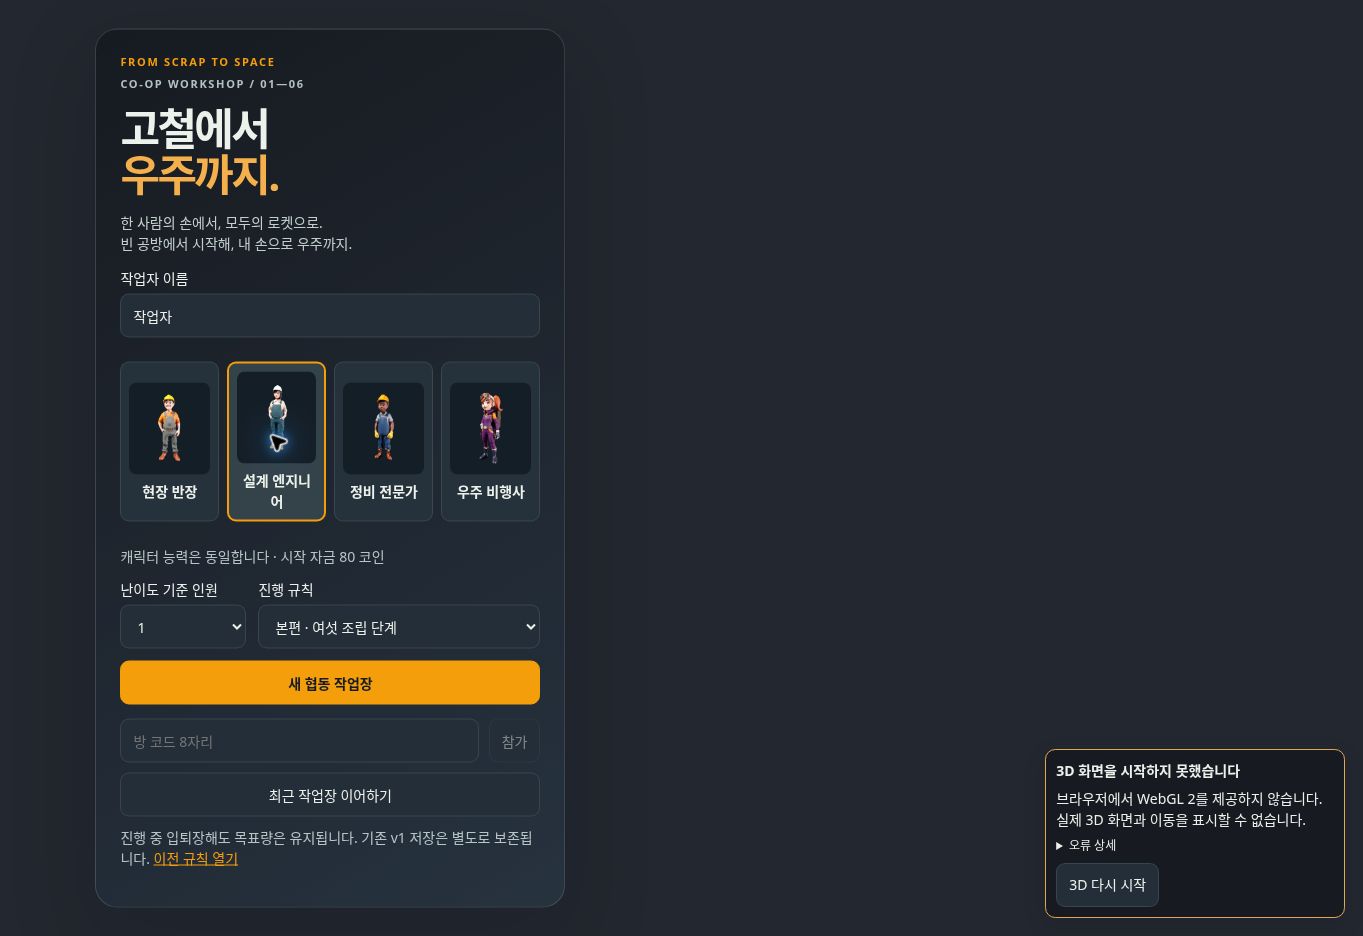 FROM SCRAP TO SPACE
CO-OP WORKSHOP / 01—06
고철에서
우주까지.
한 사람의 손에서, 모두의 로켓으로.
빈 공방에서 시작해, 내 손으로 우주까지.
작업자 이름
작업자
현장 반장
설계 엔지니
어
정비 전문가
우주 비행사
캐릭터 능력은 동일합니다 · 시작 자금 80 코인
난이도 기준 인원
진행 규칙
1
본편 · 여섯 조립 단계
새 협동 작업장
방 코드 8자리
참가
최근 작업장 이어하기
진행 중 입퇴장해도 목표량은 유지됩니다. 기존 v1 저장은 별도로 보존됩
니다. 이전 규칙 열기
3D 화면을 시작하지 못했습니다
브라우저에서 WebGL 2를 제공하지 않습니다.
실제 3D 화면과 이동을 표시할 수 없습니다.
오류 상세
3D 다시 시작